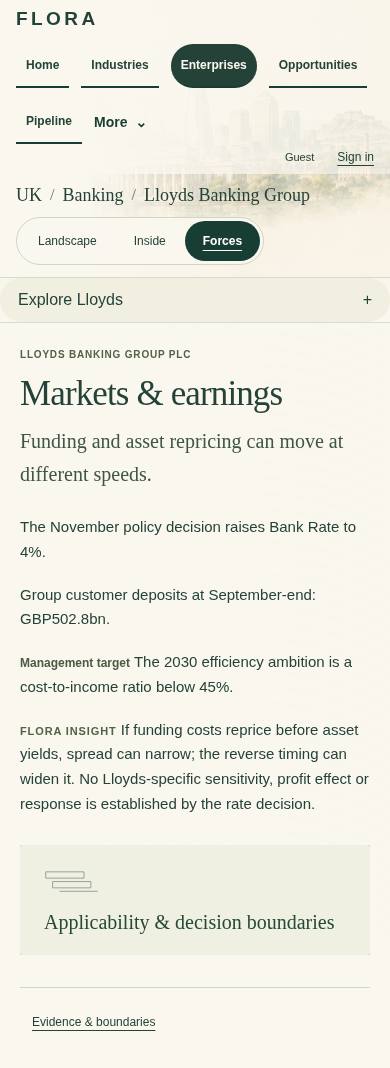 FLORA
Home Industries Enterprises Opportunities
Pipeline More
Guest Sign in
UK / Banking / Lloyds Banking Group
Landscape Inside Forces
Explore Lloyds +
LLOYDS BANKING GROUP PLC
Markets & earnings
Funding and asset repricing can move at
different speeds.
The November policy decision raises Bank Rate to
4%.
Group customer deposits at September-end:
GBP502.8bn.
Management target The 2030 efficiency ambition is a
cost-to-income ratio below 45%.
FLORA INSIGHT If funding costs reprice before asset
yields, spread can narrow; the reverse timing can
widen it. No Lloyds-specific sensitivity, profit effect or
response is established by the rate decision.
Applicability & decision boundaries
Evidence & boundaries